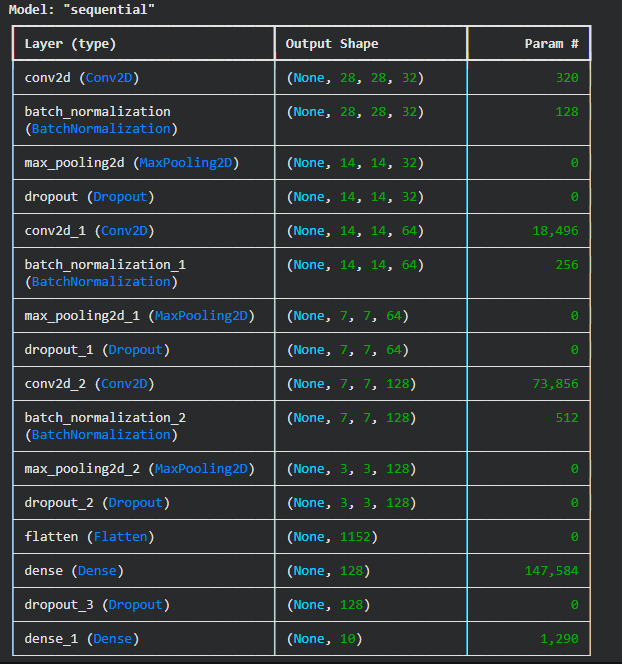 Model: "sequential"
Layer (type) Output Shape Param #
conv2d (Conv2D) (None, 28, 28, 32) 320
batch_normalization (None, 28, 28, 32) 128
(BatchNormalization)
max_pooling2d (MaxPooling2D) (None, 14, 14, 32) 0
dropout (Dropout) (None, 14, 14, 32) 0
conv2d_1 (Conv2D) (None, 14, 14, 64) 18,496
batch_normalization_1 (None, 14, 14, 64) 256
(BatchNormalization)
max_pooling2d_1 (MaxPooling2D) (None, 7, 7, 64) 0
dropout_1 (Dropout) (None, 7, 7, 64) 0
conv2d_2 (Conv2D) (None, 7, 7, 128) 73,856
batch_normalization_2 (None, 7, 7, 128) 512
(BatchNormalization)
max_pooling2d_2 (MaxPooling2D) (None, 3, 3, 128) 0
dropout_2 (Dropout) (None, 3, 3, 128) 0
flatten (Flatten) (None, 1152) 0
dense (Dense) (None, 128) 147,584
dropout_3 (Dropout) (None, 128) 0
dense_1 (Dense) (None, 10) 1,290